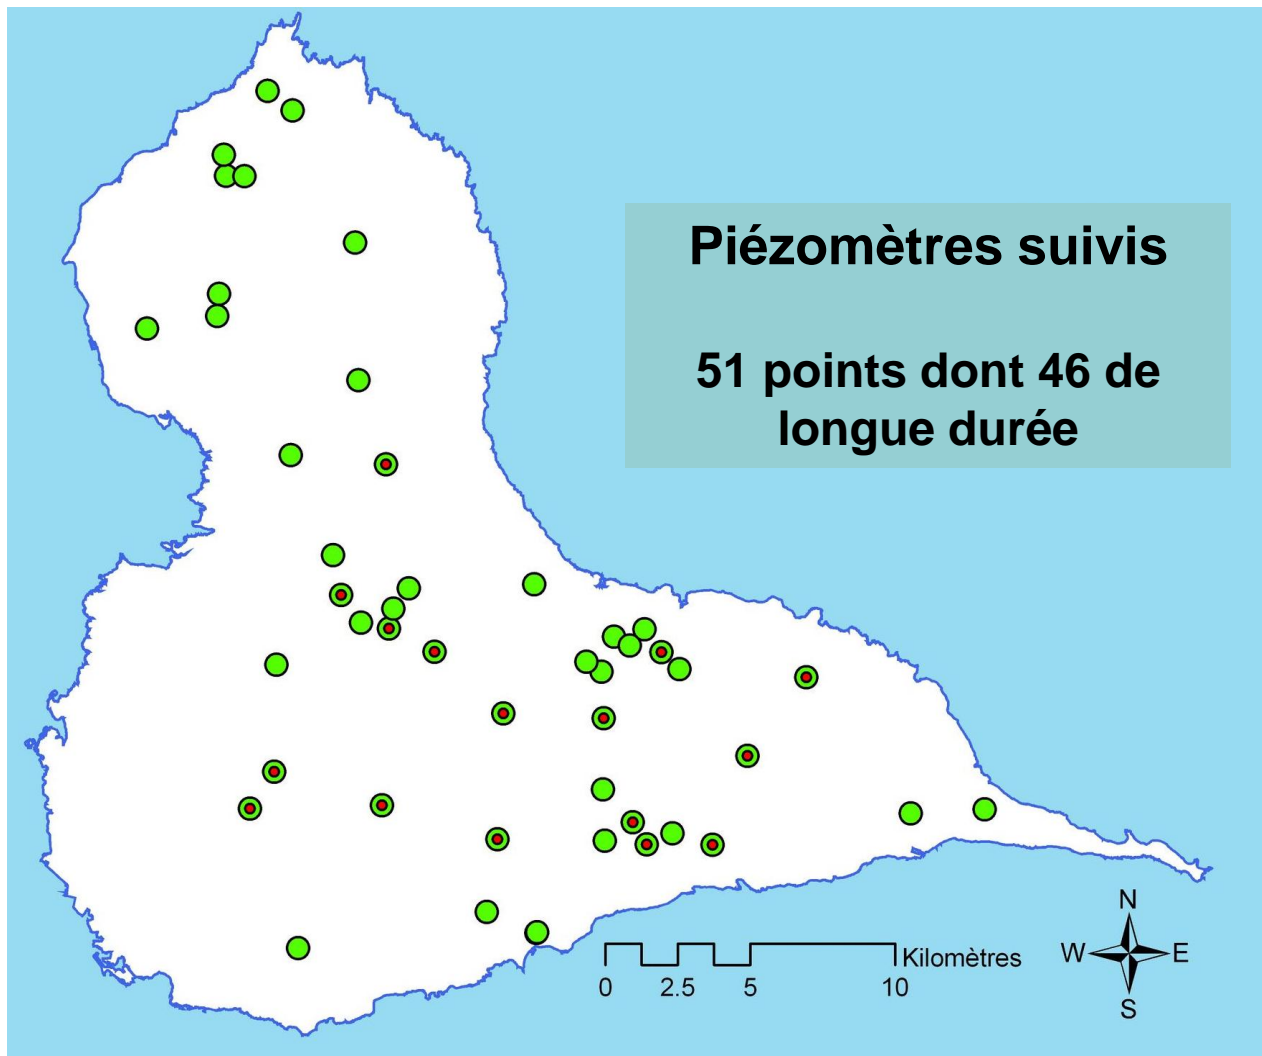 Piézomètres suivis
51 points dont 46 de
longue durée
N
W E
S
Kilomètres
0 2.5 5 10